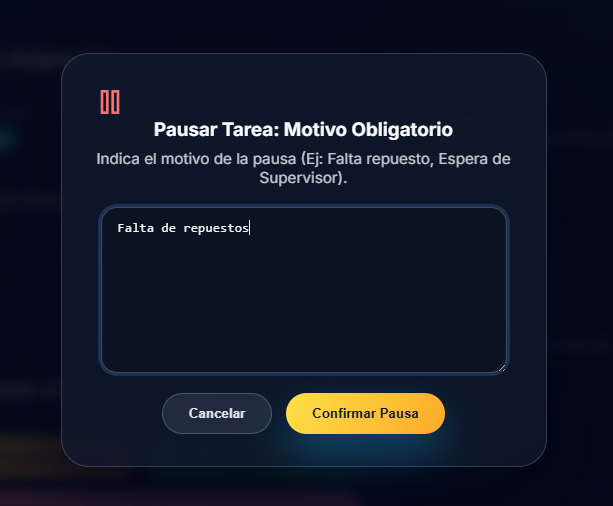 Pausar Tarea: Motivo Obligatorio
Indica el motivo de la pausa (Ej: Falta repuesto, Espera de
Supervisor).
Falta de repuestos
Cancelar
Confirmar Pausa